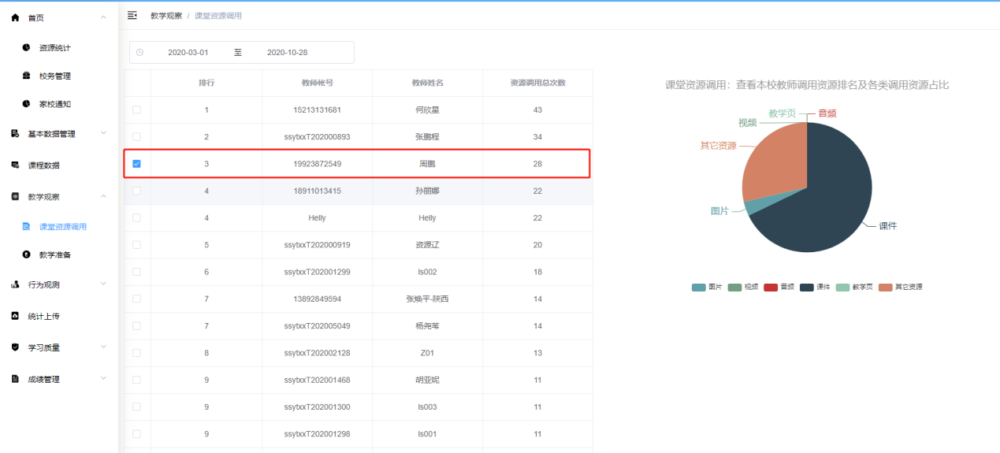 首页
资源统计
校务管理
家校通知
基本数据管理
课程数据
教学观察
课堂资源调用
教学准备
行为观测
统计上传
学习质量
成绩管理
教学观察 / 课堂资源调用
2020-03-01 至 2020-10-28
排行 教师帐号 教师姓名 资源调用总次数
1 15213131681 何欣星 43
2 ssytxxT202000893 张鹏程 34
3 19923872549 周鹏 28
4 18911013415 孙丽娜 22
4 Helly Helly 22
5 ssytxxT202000919 资源辽 20
6 ssytxxT202001299 ls002 18
7 13892849594 张焕平-陕西 14
7 ssytxxT202005049 杨尧苇 14
8 ssytxxT202002128 Z01 13
9 ssytxxT202001468 胡亚妮 11
9 ssytxxT202001300 ls003 11
9 ssytxxT202001298 ls001 11
课堂资源调用：查看本校教师调用资源排名及各类调用资源占比
教学页 音频
视频
其它资源
图片
课件
图片 视频 音频 课件 教学页 其它资源